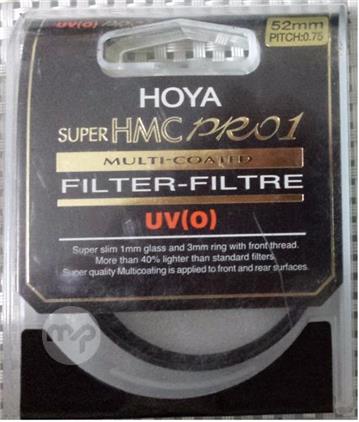 UV(O)
52mm
PITCH:0.75
HOYA
SUPER HMC PRO1
MULTI-COATED
FILTER-FILTRE
UV(O)
Super slim 1mm glass and 3mm ring with front thread.
More than 40% lighter than standard filters.
Super quality Multicoating is applied to front and rear surfaces.
mp